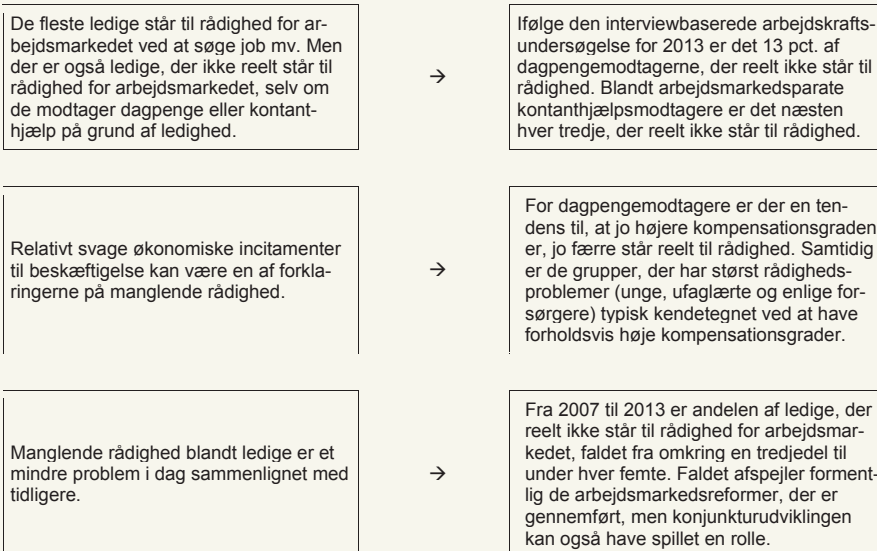 De fleste ledige står til rådighed for ar-
bejdsmarkedet ved at søge job mv. Men
der er også ledige, der ikke reelt står til
rådighed for arbejdsmarkedet, selv om
de modtager dagpenge eller kontant-
hjælp på grund af ledighed.
→
Ifølge den interviewbaserede arbejdskrafts-
undersøgelse for 2013 er det 13 pct. af
dagpengemodtagerne, der reelt ikke står til
rådighed. Blandt arbejdsmarkedsparate
kontanthjælpsmodtagere er det næsten
hver tredje, der reelt ikke står til rådighed.
Relativt svage økonomiske incitamenter
til beskæftigelse kan være en af forkla-
ringerne på manglende rådighed.
→
For dagpengemodtagere er der en ten-
dens til, at jo højere kompensationsgraden
er, jo færre står reelt til rådighed. Samtidig
er de grupper, der har størst rådigheds-
problemer (unge, ufaglærte og enlige for-
sørgere) typisk kendetegnet ved at have
forholdsvis høje kompensationsgrader.
Manglende rådighed blandt ledige er et
mindre problem i dag sammenlignet med
tidligere.
→
Fra 2007 til 2013 er andelen af ledige, der
reelt ikke står til rådighed for arbejdsmar-
kedet, faldet fra omkring en tredjedel til
under hver femte. Faldet afspejler forment-
lig de arbejdsmarkedsreformer, der er
gennemført, men konjunkturudviklingen
kan også have spillet en rolle.